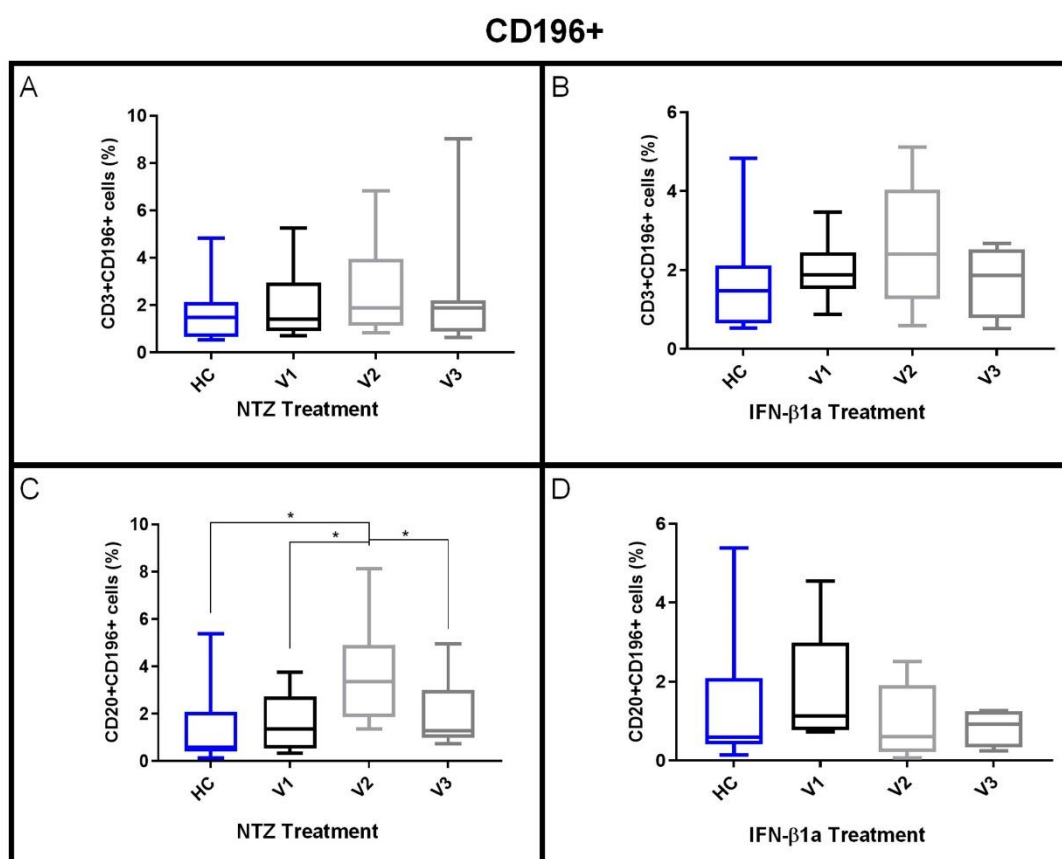 CD196+
A
CD3+CD196+ cells (%)
10
8
6
4
2
0
HC
V1
V2
V3
NTZ Treatment
B
CD3+CD196+ cells (%)
6
4
2
0
HC
V1
V2
V3
IFN-β1a Treatment
C
CD20+CD196+ cells (%)
10
8
6
4
2
0
*
*
*
HC
V1
V2
V3
NTZ Treatment
D
CD20+CD196+ cells (%)
6
4
2
0
HC
V1
V2
V3
IFN-β1a Treatment